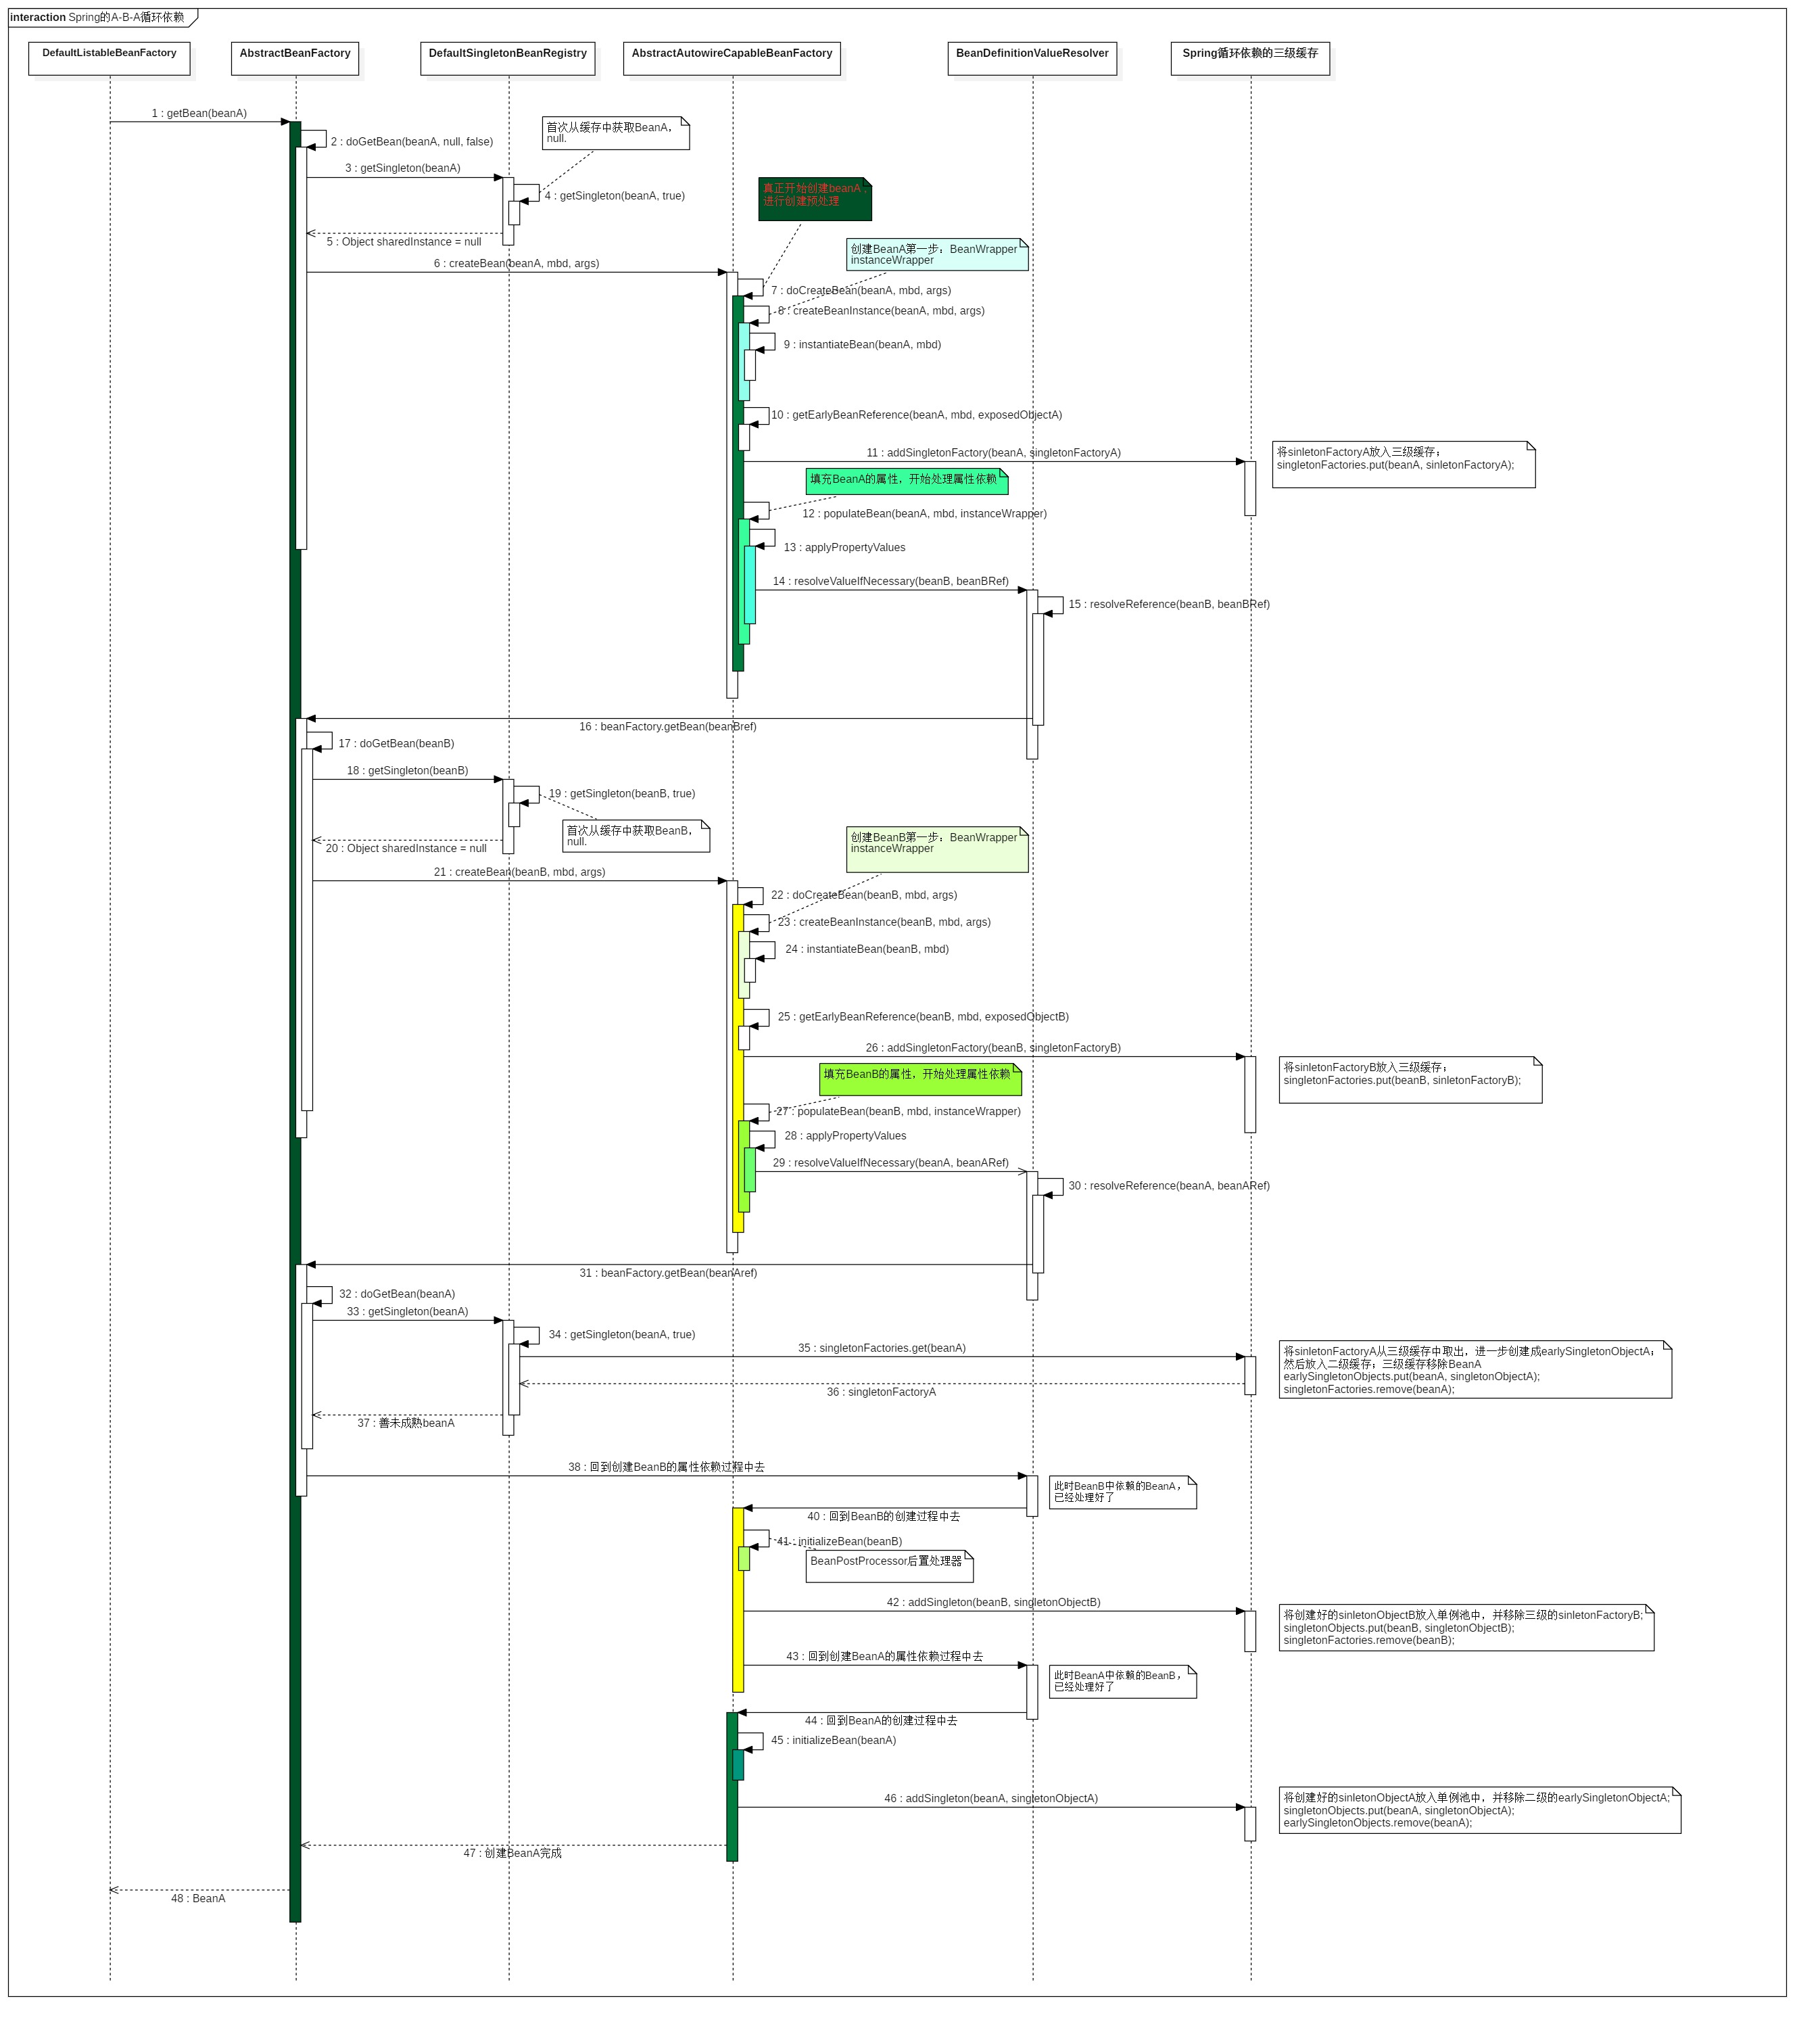 interaction Spring的A-B-A循环依赖
DefaultListableBeanFactory
AbstractBeanFactory
DefaultSingletonBeanRegistry
AbstractAutowireCapableBeanFactory
BeanDefinitionValueResolver
Spring循环依赖的三级缓存
1 : getBean(beanA)
2 : doGetBean(beanA, null, false)
首次从缓存中获取BeanA，
null.
3 : getSingleton(beanA)
4 : getSingleton(beanA, true)
真正开始创建beanA ;
进行创建预处理
5 : Object sharedInstance = null
创建BeanA第一步：BeanWrapper
instanceWrapper
6 : createBean(beanA, mbd, args)
7 : doCreateBean(beanA, mbd, args)
8 : createBeanInstance(beanA, mbd, args)
9 : instantiateBean(beanA, mbd)
10 : getEarlyBeanReference(beanA, mbd, exposedObjectA)
11 : addSingletonFactory(beanA, singletonFactoryA)
将sinletonFactoryA放入三级缓存；
singletonFactories.put(beanA, sinletonFactoryA);
填充BeanA的属性，开始处理属性依赖
12 : populateBean(beanA, mbd, instanceWrapper)
13 : applyPropertyValues
14 : resolveValueIfNecessary(beanB, beanBRef)
15 : resolveReference(beanB, beanBRef)
16 : beanFactory.getBean(beanBref)
17 : doGetBean(beanB)
18 : getSingleton(beanB)
19 : getSingleton(beanB, true)
首次从缓存中获取BeanB，
null.
20 : Object sharedInstance = null
创建BeanB第一步：BeanWrapper
instanceWrapper
21 : createBean(beanB, mbd, args)
22 : doCreateBean(beanB, mbd, args)
23 : createBeanInstance(beanB, mbd, args)
24 : instantiateBean(beanB, mbd)
25 : getEarlyBeanReference(beanB, mbd, exposedObjectB)
26 : addSingletonFactory(beanB, singletonFactoryB)
将sinletonFactoryB放入三级缓存；
singletonFactories.put(beanB, sinletonFactoryB);
填充BeanB的属性，开始处理属性依赖
27 : populateBean(beanB, mbd, instanceWrapper)
28 : applyPropertyValues
29 : resolveValueIfNecessary(beanA, beanARef)
30 : resolveReference(beanA, beanARef)
31 : beanFactory.getBean(beanAref)
32 : doGetBean(beanA)
33 : getSingleton(beanA)
34 : getSingleton(beanA, true)
35 : singletonFactories.get(beanA)
将sinletonFactoryA从三级缓存中取出，进一步创建成earlySingletonObjectA；
然后放入二级缓存；三级缓存移除BeanA
earlySingletonObjects.put(beanA, singletonObjectA);
singletonFactories.remove(beanA);
36 : singletonFactoryA
37 : 善未成熟beanA
38 : 回到创建BeanB的属性依赖过程中去
此时BeanB中依赖的BeanA，
已经处理好了
40 : 回到BeanB的创建过程中去
41 : initializeBean(beanB)
BeanPostProcessor后置处理器
42 : addSingleton(beanB, singletonObjectB)
将创建好的sinletonObjectB放入单例池中，并移除三级的sinletonFactoryB;
singletonObjects.put(beanB, singletonObjectB);
singletonFactories.remove(beanB);
43 : 回到创建BeanA的属性依赖过程中去
此时BeanA中依赖的BeanB，
已经处理好了
44 : 回到BeanA的创建过程中去
45 : initializeBean(beanA)
46 : addSingleton(beanA, singletonObjectA)
将创建好的sinletonObjectA放入单例池中，并移除二级的earlySingletonObjectA;
singletonObjects.put(beanA, singletonObjectA);
earlySingletonObjects.remove(beanA);
47 : 创建BeanA完成
48 : BeanA